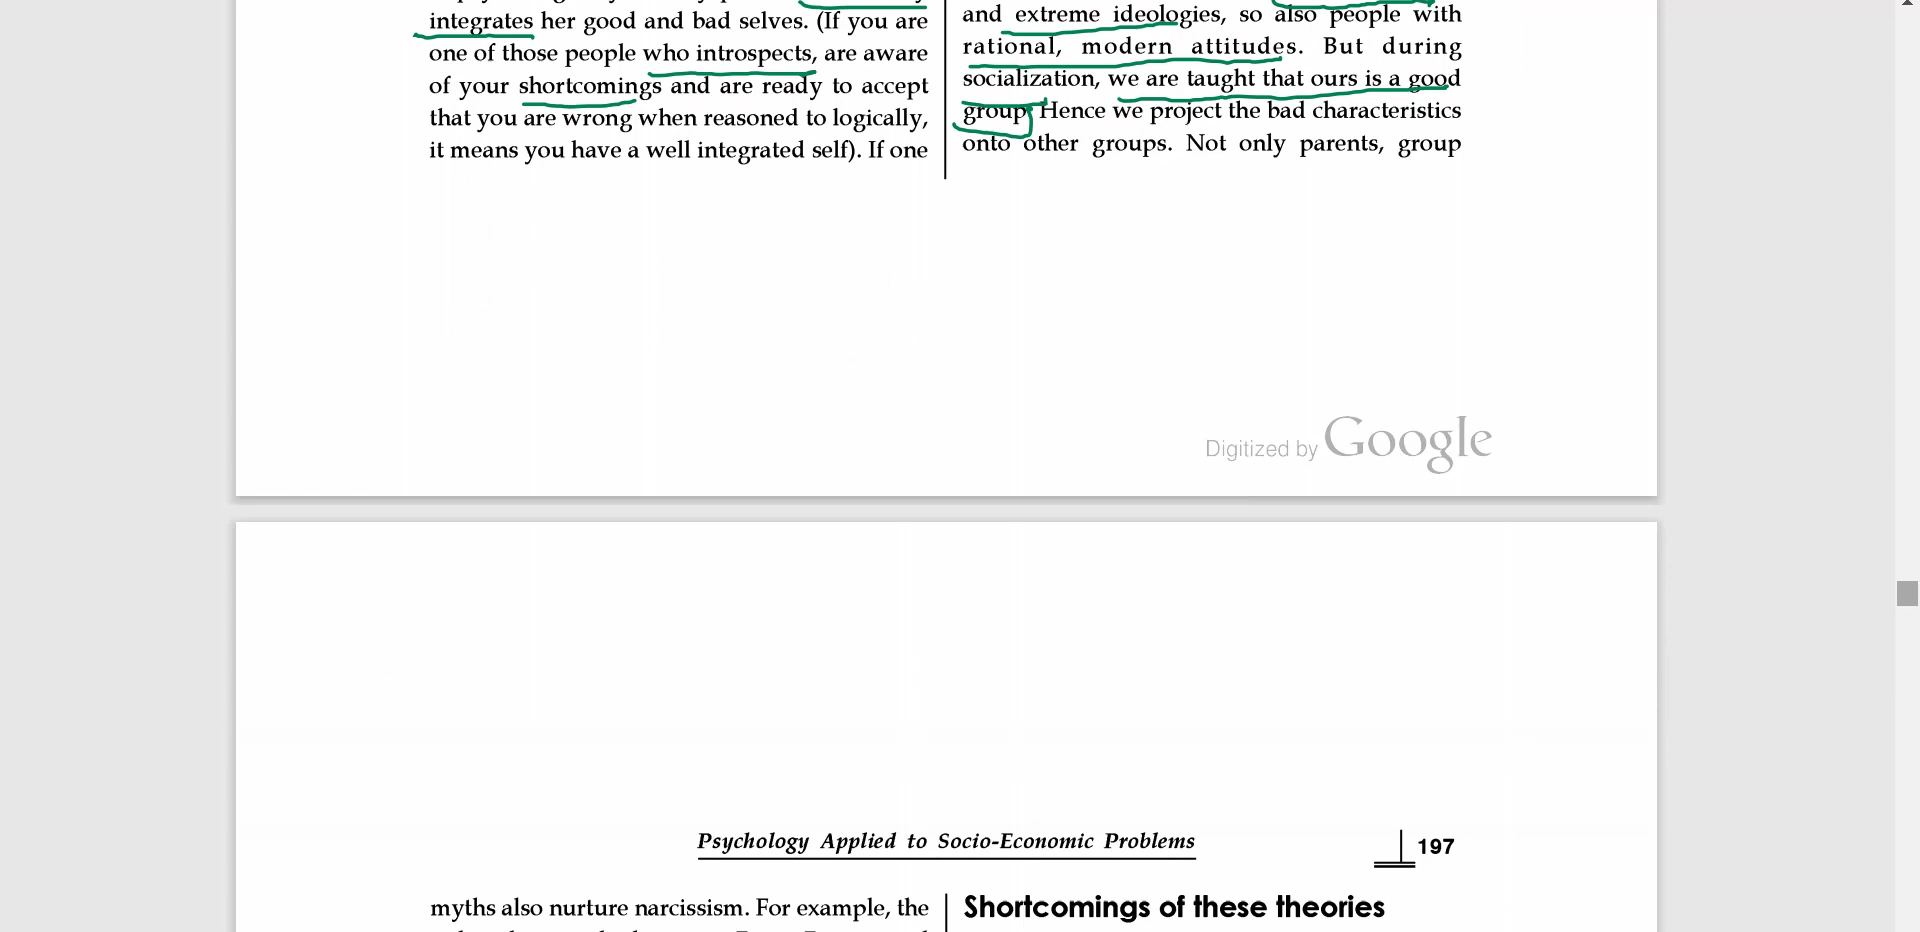 integrates her good and bad selves. (If you are
one of those people who introspects, are aware
of your shortcomings and are ready to accept
that you are wrong when reasoned to logically,
it means you have a well integrated self). If one
and extreme ideologies, so also people with
rational, modern attitudes. But during
socialization, we are taught that ours is a good
group. Hence we project the bad characteristics
onto other groups. Not only parents, group
Digitized by Google
Psychology Applied to Socio-Economic Problems
197
myths also nurture narcissism. For example, the
Shortcomings of these theories